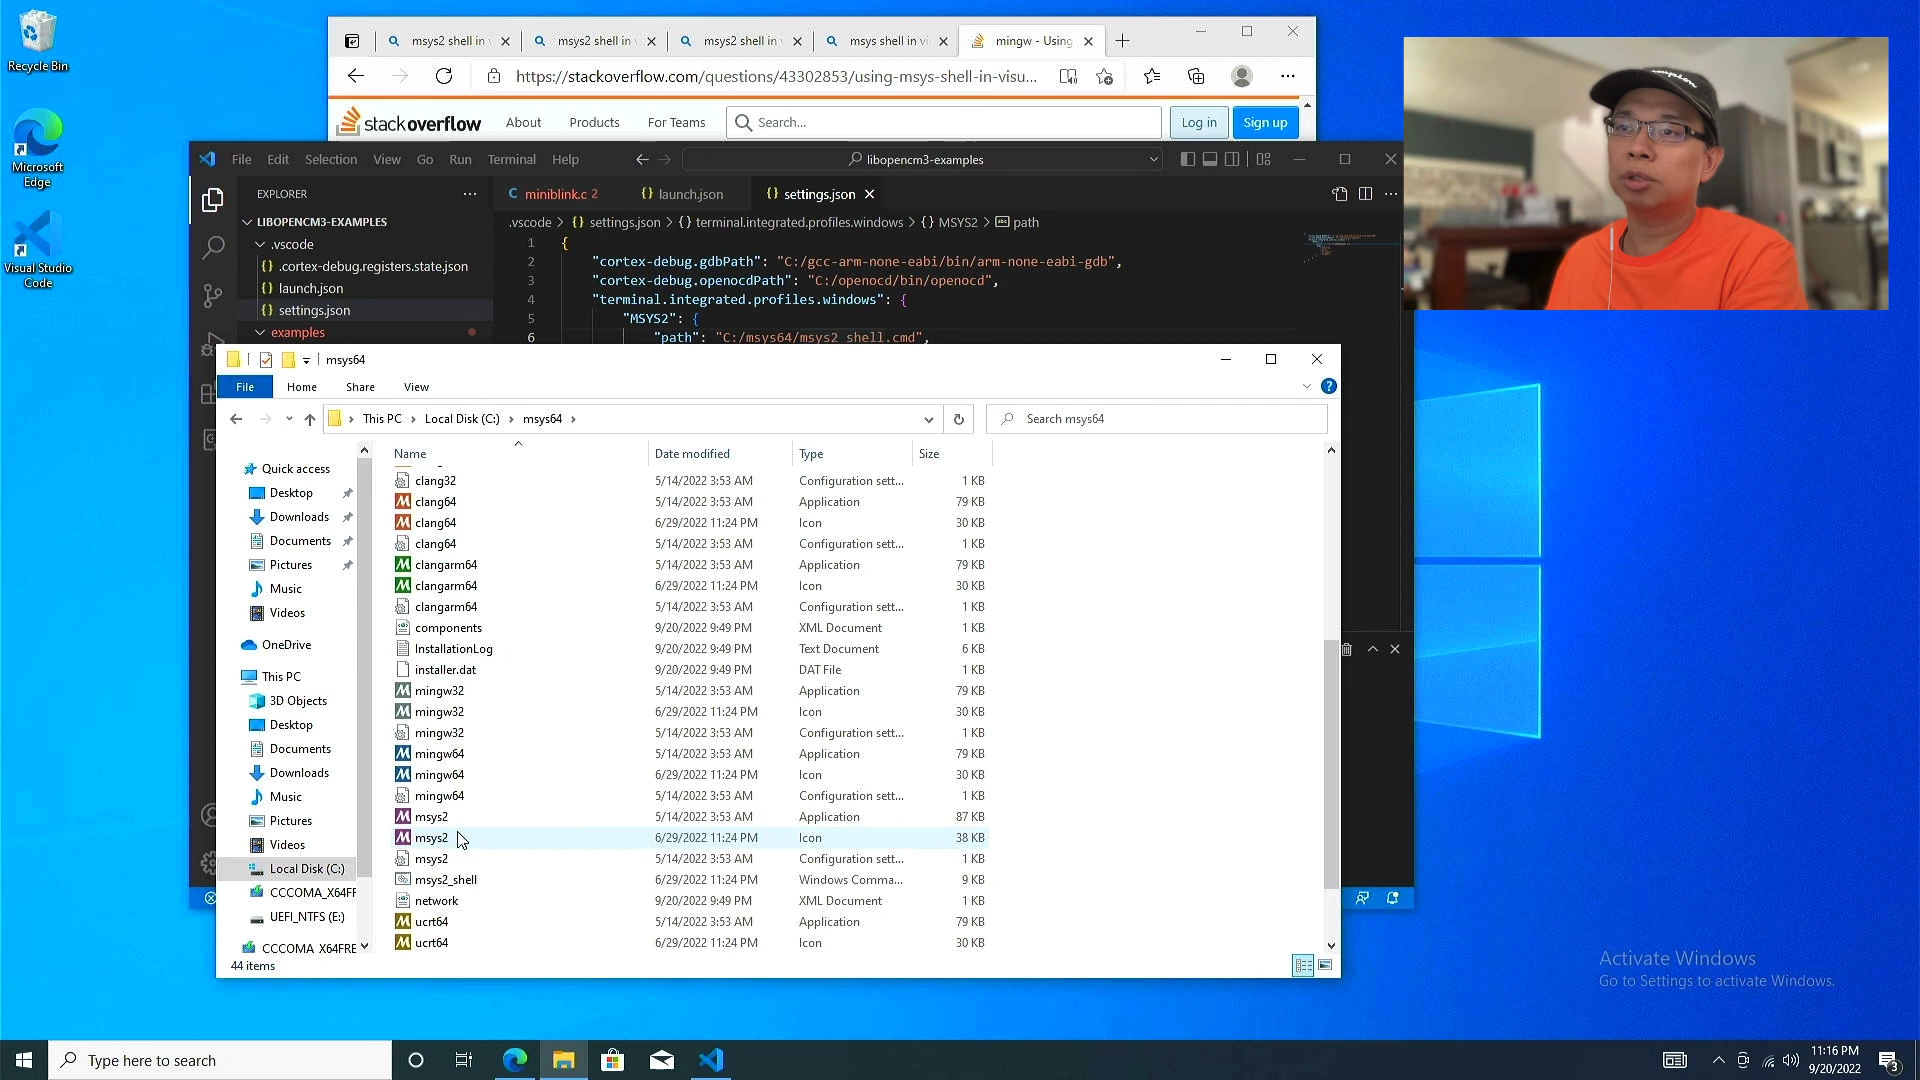 Recycle Bin
Microsoft
Edge
Visual Studio
Code
msys2 shell in
msys2 shell in
msys2 shell in
msys shell in vi
mingw - Using
https://stackoverflow.com/questions/43302853/using-msys-shell-in-visu...
stackoverflow
About
Products
For Teams
Search...
Log in
Sign up
File
Edit
Selection
View
Go
Run
Terminal
Help
libopencm3-examples
EXPLORER
miniblink.c 2
launch.json
settings.json
LIBOPENCM3-EXAMPLES
.vscode
.cortex-debug.registers.state.json
launch.json
settings.json
examples
.vscode > {} settings.json > {} terminal.integrated.profiles.windows > {} MSYS2 > path
1 {
2 "cortex-debug.gdbPath": "C:/gcc-arm-none-eabi/bin/arm-none-eabi-gdb",
3 "cortex-debug.openocdPath": "C:/openocd/bin/openocd",
4 "terminal.integrated.profiles.windows": {
5 "MSYS2": {
6 "path": "C:/msys64/msys2_shell.cmd",
msys64
File
Home
Share
View
This PC > Local Disk (C:) > msys64 >
Search msys64
Quick access
Desktop
Downloads
Documents
Pictures
Music
Videos
OneDrive
This PC
3D Objects
Desktop
Documents
Downloads
Music
Pictures
Videos
Local Disk (C:)
CCCOMA_X64FF
UEFI_NTFS (E:)
CCCOMA_X64FRE
Name Date modified Type Size
clang32 5/14/2022 3:53 AM Configuration sett... 1 KB
clang64 5/14/2022 3:53 AM Application 79 KB
clang64 6/29/2022 11:24 PM Icon 30 KB
clang64 5/14/2022 3:53 AM Configuration sett... 1 KB
clangarm64 5/14/2022 3:53 AM Application 79 KB
clangarm64 6/29/2022 11:24 PM Icon 30 KB
clangarm64 5/14/2022 3:53 AM Configuration sett... 1 KB
components 9/20/2022 9:49 PM XML Document 1 KB
InstallationLog 9/20/2022 9:49 PM Text Document 6 KB
installer.dat 9/20/2022 9:49 PM DAT File 1 KB
mingw32 5/14/2022 3:53 AM Application 79 KB
mingw32 6/29/2022 11:24 PM Icon 30 KB
mingw32 5/14/2022 3:53 AM Configuration sett... 1 KB
mingw64 5/14/2022 3:53 AM Application 79 KB
mingw64 6/29/2022 11:24 PM Icon 30 KB
mingw64 5/14/2022 3:53 AM Configuration sett... 1 KB
msys2 5/14/2022 3:53 AM Application 87 KB
msys2 6/29/2022 11:24 PM Icon 38 KB
msys2 5/14/2022 3:53 AM Configuration sett... 1 KB
msys2_shell 6/29/2022 11:24 PM Windows Comma... 9 KB
network 9/20/2022 9:49 PM XML Document 1 KB
ucrt64 5/14/2022 3:53 AM Application 79 KB
ucrt64 6/29/2022 11:24 PM Icon 30 KB
44 items
Activate Windows
Go to Settings to activate Windows.
Type here to search
11:16 PM
9/20/2022
3